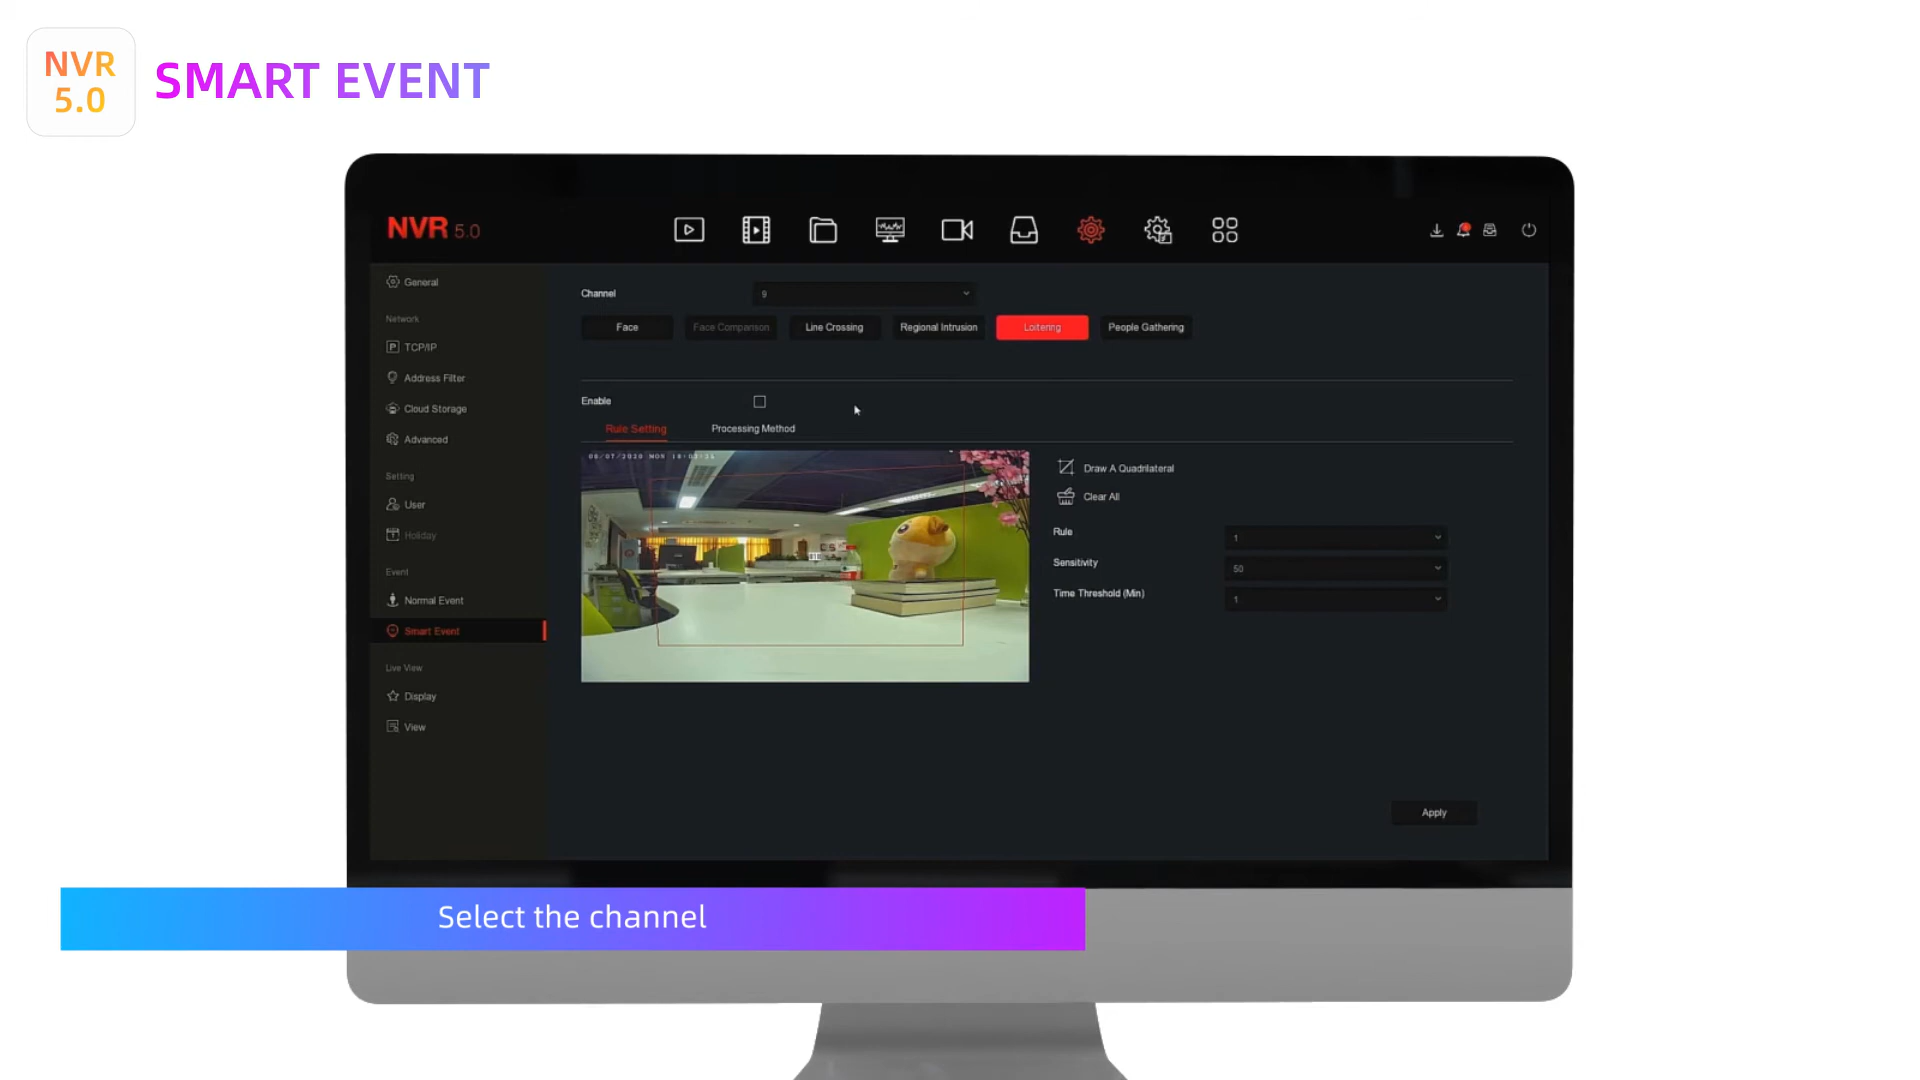 NVR
5.0
SMART EVENT
NVR 5.0
General
Network
TCP/IP
Address Filter
Cloud Storage
Advanced
Setting
User
Holiday
Event
Normal Event
Smart Event
Live View
Display
View
Channel
9
Face
Face Comparison
Line Crossing
Regional Intrusion
Loitering
People Gathering
Enable
Rule Setting
Processing Method
Draw A Quadrilateral
Clear All
Rule
1
Sensitivity
50
Time Threshold (Min)
1
Apply
Select the channel